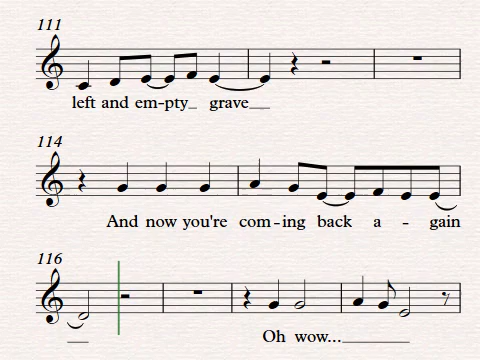 111
left and em-pty_ grave__
114
And now you're com-ing back a - gain
116
__ Oh wow...________